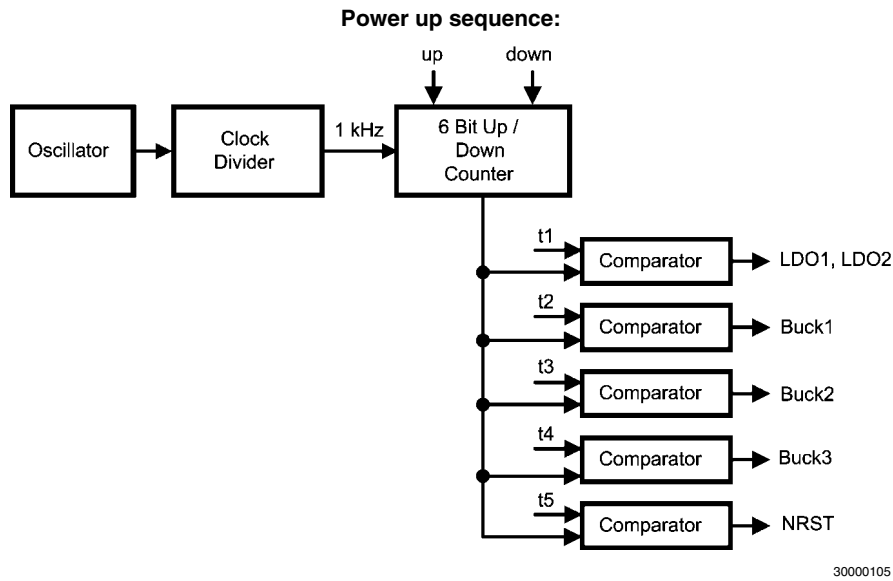 Power up sequence:
up
down
Oscillator
Clock
Divider
1 kHz
6 Bit Up /
Down
Counter
t1
Comparator
LDO1, LDO2
t2
Comparator
Buck1
t3
Comparator
Buck2
t4
Comparator
Buck3
t5
Comparator
NRST
30000105